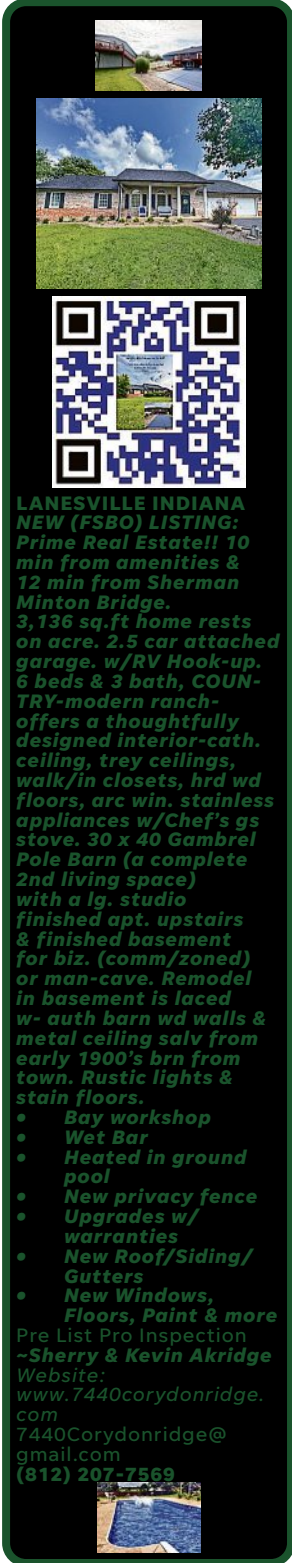 LANESVILLE INDIANA
NEW (FSBO) LISTING:
Prime Real Estate!! 10
min from amenities &
12 min from Sherman
Minton Bridge.
3,136 sq.ft home rests
on acre. 2.5 car attached
garage. w/RV Hook-up.
6 beds & 3 bath, COUN-
TRY-modern ranch-
offers a thoughtfully
designed interior-cath.
ceiling, trey ceilings,
walk/in closets, hrd wd
floors, arc win. stainless
appliances w/Chef's gs
stove. 30 x 40 Gambrel
Pole Barn (a complete
2nd living space)
with a lg. studio
finished apt. upstairs
& finished basement
for biz. (comm/zoned)
or man-cave. Remodel
in basement is laced
w- auth barn wd walls &
metal ceiling salv from
early 1900's brn from
town. Rustic lights &
stain floors.
• Bay workshop
• Wet Bar
• Heated in ground
pool
• New privacy fence
• Upgrades w/
warranties
• New Roof/Siding/
Gutters
• New Windows,
Floors, Paint & more
Pre List Pro Inspection
~Sherry & Kevin Akridge
Website:
www.7440corydonridge.
com
7440Corydonridge@
gmail.com
(812) 207-7569